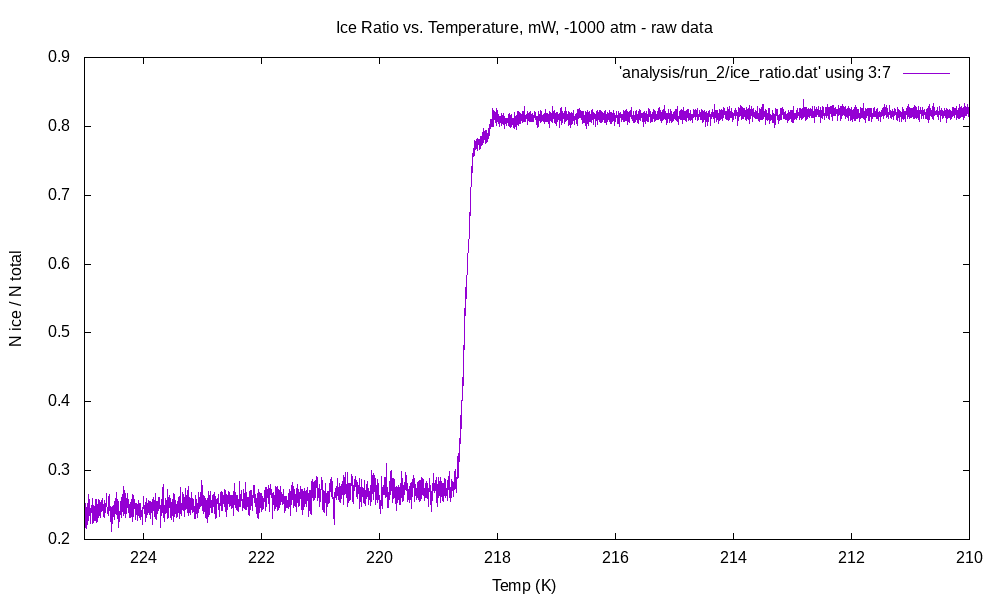 Ice Ratio vs. Temperature, mW, -1000 atm - raw data
'analysis/run_2/ice_ratio.dat' using 3:7
N ice / N total
0.9
0.8
0.7
0.6
0.5
0.4
0.3
0.2
224 222 220 218 216 214 212 210
Temp (K)